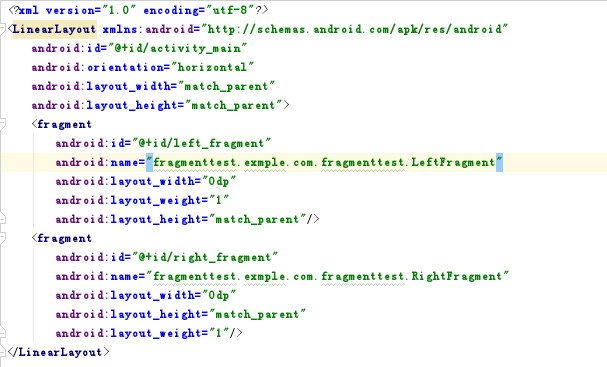 <?xml version="1.0" encoding="utf-8"?>
<LinearLayout xmlns:android="http://schemas.android.com/apk/res/android"
    android:id="@+id/activity_main"
    android:orientation="horizontal"
    android:layout_width="match_parent"
    android:layout_height="match_parent">
    <fragment
        android:id="@+id/left_fragment"
        android:name="fragmenttest.exmple.com.fragmenttest.LeftFragment"
        android:layout_width="0dp"
        android:layout_weight="1"
        android:layout_height="match_parent"/>
    <fragment
        android:id="@+id/right_fragment"
        android:name="fragmenttest.exmple.com.fragmenttest.RightFragment"
        android:layout_width="0dp"
        android:layout_height="match_parent"
        android:layout_weight="1"/>
</LinearLayout>